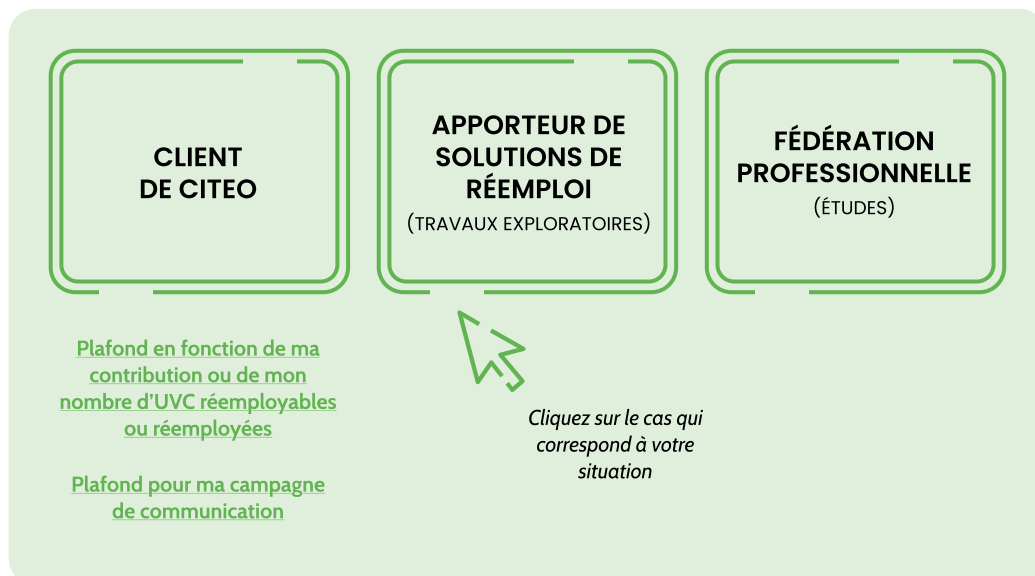 CLIENT
DE CITEO
APPORTEUR DE
SOLUTIONS DE
RÉEMPLOI
(TRAVAUX EXPLORATOIRES)
FÉDÉRATION
PROFESSIONNELLE
(ÉTUDES)
Plafond en fonction de ma
contribution ou de mon
nombre d’UVC réemployables
ou réemployées
Plafond pour ma campagne
de communication
Cliquez sur le cas qui
correspond à votre
situation